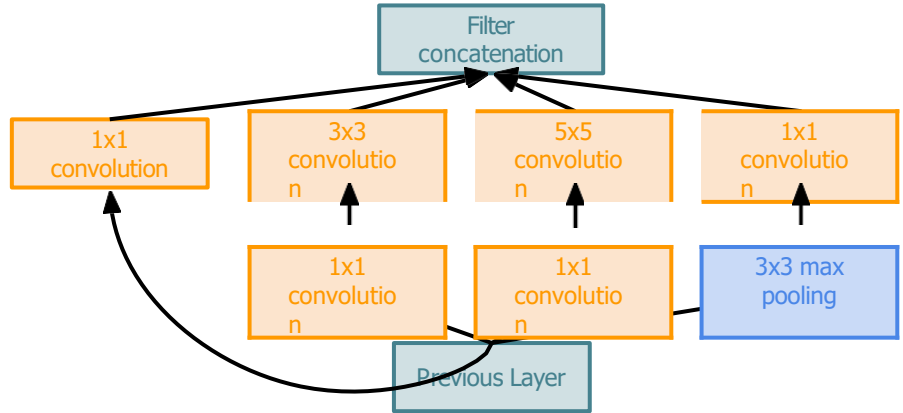 Filter
concatenation
1x1
convolution
3x3
convolutio
n
5x5
convolutio
n
1x1
convolutio
n
1x1
convolutio
n
1x1
convolutio
n
3x3 max
pooling
Previous Layer